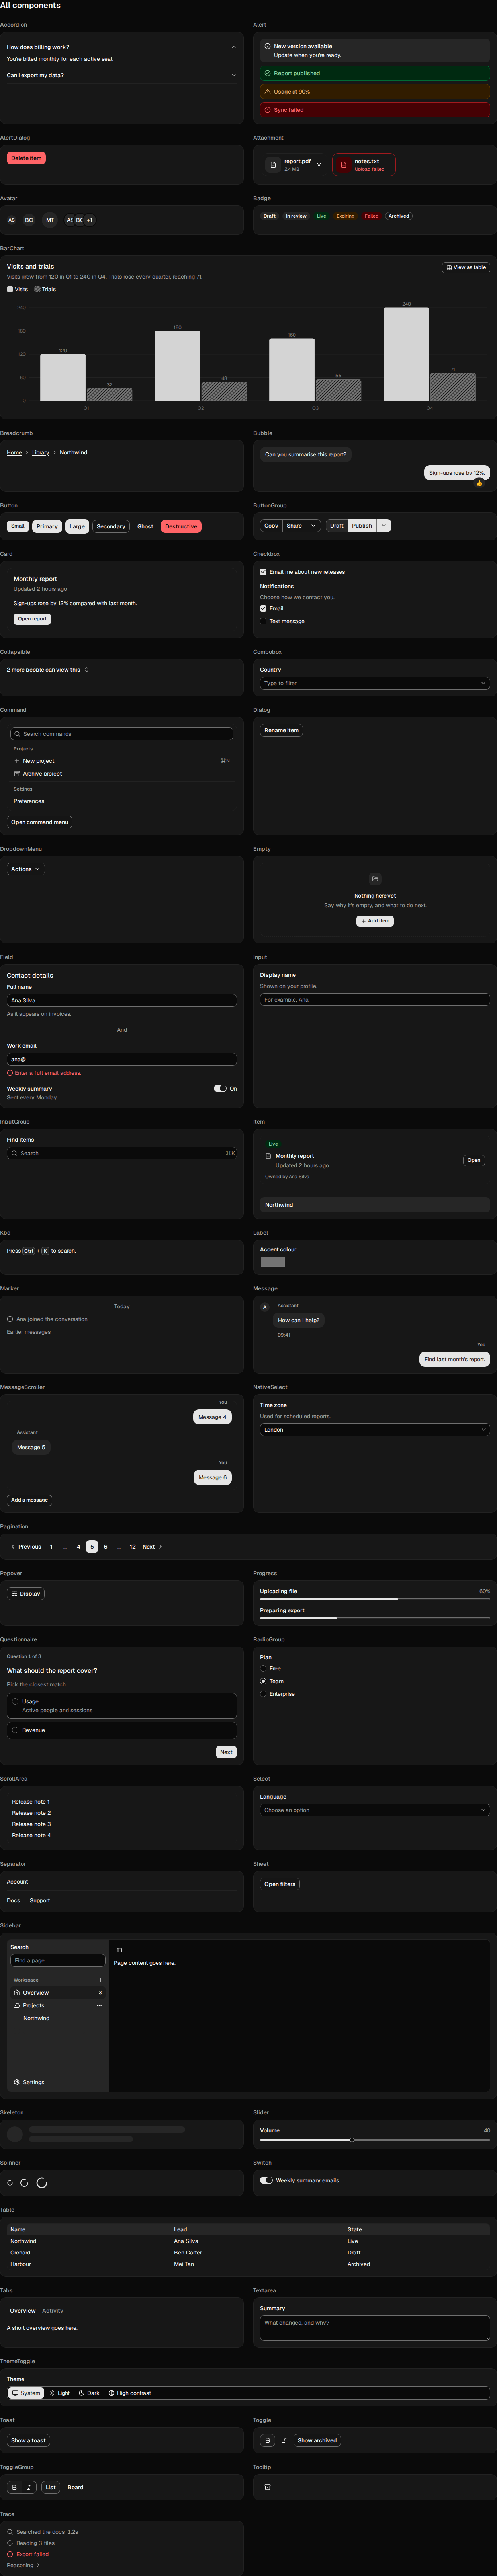 All components
Accordion
How does billing work?
You're billed monthly for each active seat.
Can I export my data?
Alert
New version available
Update when you're ready.
Report published
Usage at 90%
Sync failed
AlertDialog
Delete item
Attachment
report.pdf
2.4 MB
notes.txt
Upload failed
Avatar
AS
BC
MT
+1
Badge
Draft
In review
Live
Expiring
Failed
Archived
BarChart
Visits and trials
Visits grew from 120 in Q1 to 240 in Q4. Trials rose every quarter, reaching 71.
View as table
Visits
Trials
240
180
120
60
0
120
32
180
48
160
55
240
71
Q1
Q2
Q3
Q4
Breadcrumb
Home
Library
Northwind
Bubble
Can you summarise this report?
Sign-ups rose by 12%.
👍
Button
Small
Primary
Large
Secondary
Ghost
Destructive
ButtonGroup
Copy
Share
Draft
Publish
Card
Monthly report
Updated 2 hours ago
Sign-ups rose by 12% compared with last month.
Open report
Checkbox
Email me about new releases
Notifications
Choose how we contact you.
Email
Text message
Collapsible
2 more people can view this
Combobox
Country
Type to filter
Command
Search commands
Projects
New project
Archive project
Settings
Preferences
Open command menu
Dialog
Rename item
DropdownMenu
Actions
Empty
Nothing here yet
Say why it's empty, and what to do next.
Add item
Field
Contact details
Full name
Ana Silva
As it appears on invoices.
And
Work email
ana@
Enter a full email address.
Weekly summary
On
Sent every Monday.
Input
Display name
Shown on your profile.
For example, Ana
InputGroup
Find items
Search
⌘K
Item
Live
Monthly report
Updated 2 hours ago
Open
Owned by Ana Silva
Northwind
Kbd
Press Ctrl + K to search.
Label
Accent colour
Marker
Today
Ana joined the conversation
Earlier messages
Message
A
Assistant
How can I help?
09:41
You
Find last month's report.
MessageScroller
You
Message 4
Assistant
Message 5
You
Message 6
Add a message
NativeSelect
Time zone
Used for scheduled reports.
London
Pagination
Previous
1
…
4
5
6
…
12
Next
Popover
Display
Progress
Uploading file
60%
Preparing export
Questionnaire
Question 1 of 3
What should the report cover?
Pick the closest match.
Usage
Active people and sessions
Revenue
Next
RadioGroup
Plan
Free
Team
Enterprise
ScrollArea
Release note 1
Release note 2
Release note 3
Release note 4
Select
Language
Choose an option
Separator
Account
Docs
Support
Sheet
Open filters
Sidebar
Search
Find a page
Workspace
Overview
3
Projects
Northwind
Settings
Page content goes here.
Skeleton
Slider
Volume
40
Spinner
Switch
Weekly summary emails
Table
Name Lead State
Northwind Ana Silva Live
Orchard Ben Carter Draft
Harbour Mei Tan Archived
Tabs
Overview
Activity
A short overview goes here.
Textarea
Summary
What changed, and why?
ThemeToggle
Theme
System
Light
Dark
High contrast
Toast
Show a toast
Toggle
B
I
Show archived
ToggleGroup
B
I
List
Board
Tooltip
Trace
Searched the docs 1.2s
Reading 3 files
Export failed
Reasoning